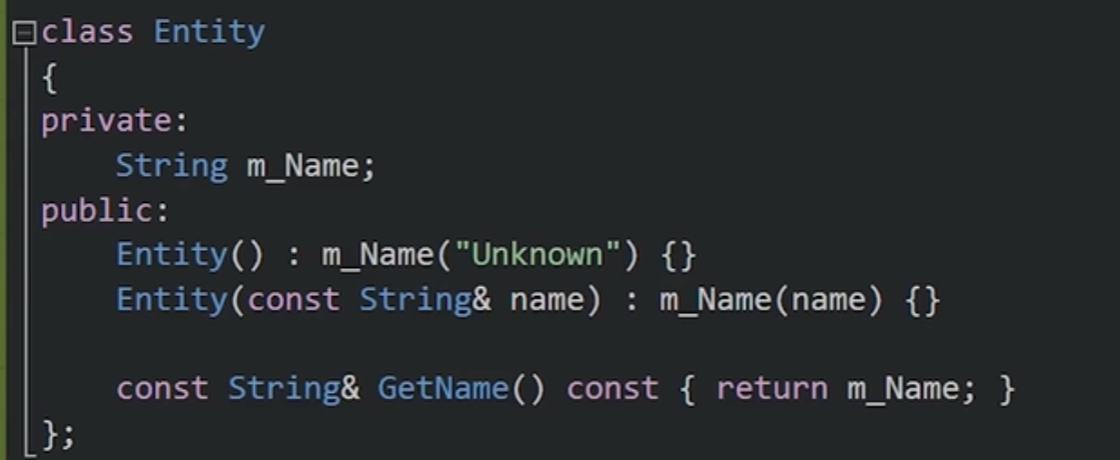 class Entity
{
private:
    String m_Name;
public:
    Entity() : m_Name("Unknown") {}
    Entity(const String& name) : m_Name(name) {}

    const String& GetName() const { return m_Name; }
};